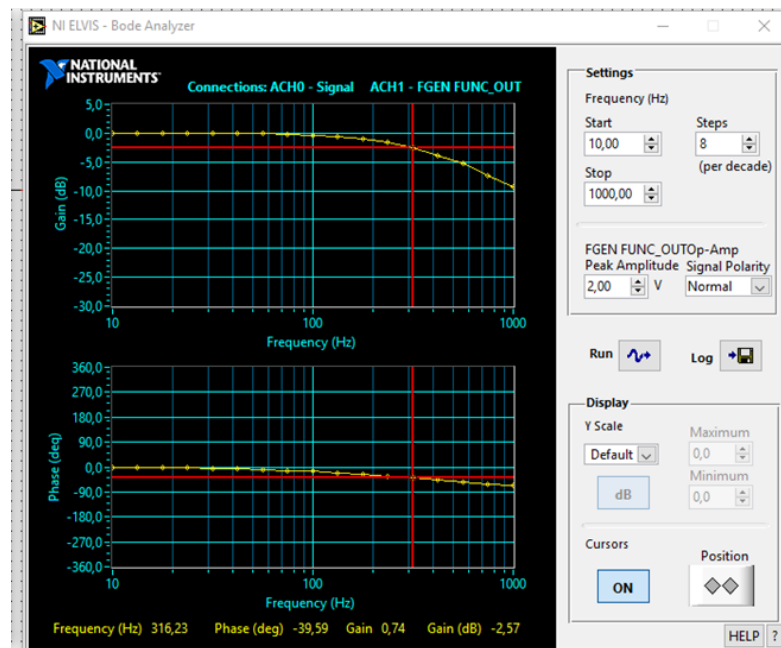 NI ELVIS - Bode Analyzer
NATIONAL
INSTRUMENTS
Connections: ACH0 - Signal ACH1 - FGEN FUNC_OUT
5,0
0,0
-5,0
-10,0
-15,0
-20,0
-25,0
-30,0
Gain (dB)
10 100 1000
Frequency (Hz)
360,0
270,0
180,0
90,0
0,0
-90,0
-180,0
-270,0
-360,0
Phase (deq)
10 100 1000
Frequency (Hz)
Frequency (Hz) 316,23 Phase (deg) -39,59 Gain 0,74 Gain (dB) -2,57
Settings
Frequency (Hz)
Start Steps
10,00 8
(per decade)
Stop
1000,00
FGEN FUNC_OUTOp-Amp
Peak Amplitude Signal Polarity
2,00 V Normal
Run Log
Display
Y Scale Maximum
Default 0,0
Minimum
dB 0,0
Cursors Position
ON
HELP ?